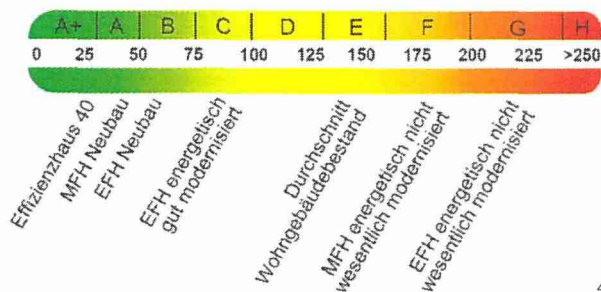 A+ A B C D E F G H
0 25 50 75 100 125 150 175 200 225 >250
Effizienzhaus 40
MFH Neubau
EFH Neubau
EFH energetisch
gut modernisiert
Durchschnitt
Wohngebäudebestand
MFH energetisch nicht
wesentlich modernisiert
EFH energetisch nicht
wesentlich modernisiert